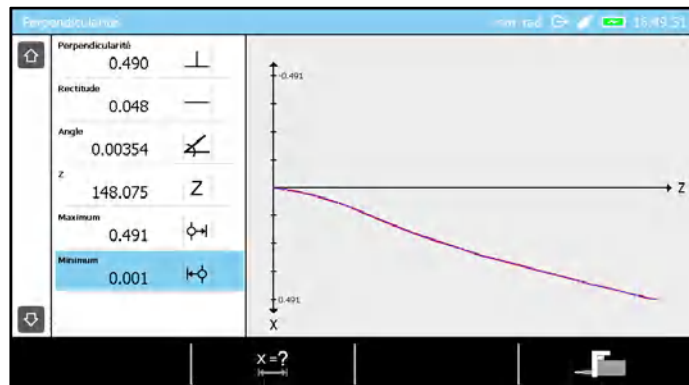 Perpendicularité
mm rad 16:49:51
Perpendicularité
0.490
Rectitude
0.048
Angle
0.00354
Z
148.075 Z
Maximum
0.491
Minimum
0.001
-0.491
Z
0.491
X
x =?